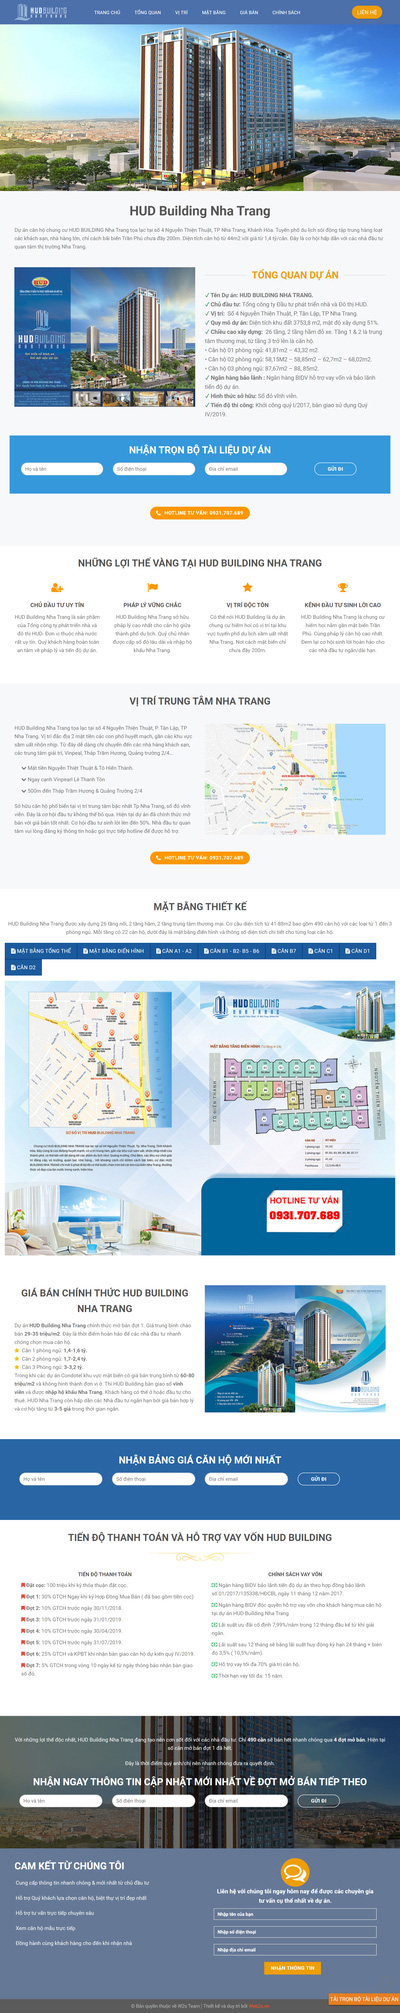 HUDBUILDING
NHA TRANG
TRANG CHỦ
TỔNG QUAN
VỊ TRÍ
MẶT BẰNG
GIÁ BÁN
CHÍNH SÁCH
LIÊN HỆ
HUD Building Nha Trang
Dự án căn hộ chung cư HUD BUILDING Nha Trang tọa lạc tại số 4 Nguyễn Thiện Thuật, TP Nha Trang, Khánh Hòa. Tuyến phố du lịch sôi động tập trung hàng loạt
các khách sạn, nhà hàng lớn, chỉ cách bãi biển Trần Phú chưa đầy 200m. Diện tích căn hộ từ 44m2 với giá từ 1,4 tỷ/căn. Đây là cơ hội hấp dẫn với các nhà đầu tư
quan tâm thị trường Nha Trang.
HUD
HUDBUILDING
NHA TRANG
TỔNG QUAN DỰ ÁN
Tên Dự án: HUD BUILDING NHA TRANG.
Chủ đầu tư: Tổng công ty Đầu tư phát triển nhà và Đô thị HUD.
Vị trí: Số 4 Nguyễn Thiện Thuật, P. Tân Lập, TP Nha Trang.
Quy mô dự án: Diện tích khu đất 3753,8 m2, mật độ xây dựng 51%.
Chiều cao xây dựng: 26 tầng, 2 tầng hầm đỗ xe. Tầng 1 & 2 là trung
tâm thương mại, từ tầng 3 trở lên là căn hộ.
• Căn hộ 01 phòng ngủ: 41,81m2 – 43,32 m2.
• Căn hộ 02 phòng ngủ: 58,15M2 – 58,85m2 – 62,7m2 – 68,02m2.
• Căn hộ 03 phòng ngủ: 87,67m2 – 88, 85m2.
Ngân hàng bảo lãnh : Ngân hàng BIDV hỗ trợ vay vốn và bảo lãnh
tiến độ dự án.
Hình thức sở hữu: Sổ đỏ vĩnh viễn.
Tiến độ thi công: Khởi công quý I/2017, bàn giao sử dụng Quý
IV/2019.
NHẬN TRỌN BỘ TÀI LIỆU DỰ ÁN
Họ và tên
Số điện thoại
Địa chỉ email
GỬI ĐI
HOTLINE TƯ VẤN: 0931.707.689
NHỮNG LỢI THẾ VÀNG TẠI HUD BUILDING NHA TRANG
CHỦ ĐẦU TƯ UY TÍN
HUD Building Nha Trang là sản phẩm
của Tổng công ty phát triển nhà và
đô thị HUD. Đơn vị thuộc nhà nước
rất uy tín. Quý khách hàng hoàn toàn
an tâm về pháp lý và tiến độ dự án.
PHÁP LÝ VỮNG CHẮC
HUD Building Nha Trang sở hữu
pháp lý cao nhất cho căn hộ giữa
thành phố du lịch. Quý chủ nhân
được cấp sổ đỏ lâu dài và nhập hộ
khẩu Nha Trang.
VỊ TRÍ ĐỘC TÔN
Có thể nói HUD Building là dự án
chung cư hiếm hoi có vị trí tại khu
vực tuyến phố du lịch sầm uất nhất
Nha Trang. Nơi cách mặt biển chỉ
chưa đầy 200m.
KÊNH ĐẦU TƯ SINH LỜI CAO
HUD Building Nha Trang là chung cư
hiếm hoi nằm gần mặt biển Trần
Phú. Cùng pháp lý căn hộ cao nhất.
Đem lại cơ hội sinh lời hoàn hảo cho
các nhà đầu tư ngắn/dài hạn.
VỊ TRÍ TRUNG TÂM NHA TRANG
HUD Building Nha Trang tọa lạc tại số 4 Nguyễn Thiện Thuật, P. Tân Lập, TP
Nha Trang. Vị trí đắc địa 2 mặt tiền các con phố huyết mạch, gần các khu vực
sầm uất nhộn nhịp. Từ đây dễ dàng di chuyển đến các nhà hàng khách sạn,
các trung tâm giải trí, Vinpearl, Tháp Trầm Hương, Quảng trường 2/4..
Mặt tiền Nguyễn Thiện Thuật & Tô Hiến Thành.
Ngay cạnh Vinpearl Lê Thánh Tôn
500m đến Tháp Trầm Hương & Quảng Trường 2/4
Sở hữu căn hộ phố biển tại vị trí trung tâm bậc nhất Tp Nha Trang, sổ đỏ vĩnh
viễn. Đây là cơ hội đầu tư không thể bỏ qua. Hiện tại dự án đã chính thức mở
bán với giá bán tốt nhất. Cơ hội đầu tư sinh lời lên đến 50%. Nhà đầu tư quan
tâm vui lòng đăng ký thông tin hoặc gọi trực tiếp hotline để được hỗ trợ.
HOTLINE TƯ VẤN: 0931.707.689
MẶT BẰNG THIẾT KẾ
HUD Building Nha Trang được xây dựng 26 tầng nổi, 2 tầng hầm, 2 tầng trung tâm thương mại. Cơ cấu diện tích từ 41-88m2 bao gồm 490 căn hộ với các loại từ 1 đến 3
phòng ngủ. Mỗi tầng có 22 căn hộ, dưới đây là mặt bằng điển hình và thông số diện tích chi tiết cho từng loại căn hộ.
MẶT BẰNG TỔNG THỂ
MẶT BẰNG ĐIỂN HÌNH
CĂN A1 - A2
CĂN B1 - B2- B5 - B6
CĂN B7
CĂN C1
CĂN D1
CĂN D2
HUDBUILDING
NHA TRANG
MẶT BẰNG TẦNG ĐIỂN HÌNH
TÔ HIẾN THÀNH
NGUYỄN THIỆN THUẬT
SƠ ĐỒ VỊ TRÍ HUD BUILDING NHA TRANG
HOTLINE TƯ VẤN
0931.707.689
GIÁ BÁN CHÍNH THỨC HUD BUILDING
NHA TRANG
Dự án HUD Building Nha Trang chính thức mở bán đợt 1. Giá trung bình chào
bán 29-35 triệu/m2. Đây là thời điểm hoàn hảo để các nhà đầu tư nhanh
chóng chọn mua căn hộ.
Căn 1 phòng ngủ: 1,4-1,6 tỷ.
Căn 2 phòng ngủ: 1,7-2,4 tỷ.
Căn 3 Phòng ngủ: 3-3,2 tỷ.
Trong khi các dự án Condotel khu vực mặt biển có giá bán trung bình từ 60-80
triệu/m2 và không hình thành đơn vị ở. Thì HUD Building bán giao sổ vĩnh
viễn và được nhập hộ khẩu Nha Trang. Khách hàng có thể ở hoặc đầu tư cho
thuê. HUD Nha Trang còn hấp dẫn các Nhà đầu tư ngắn hạn bởi giá bán hợp lý
và cơ hội tăng từ 3-5 giá trong thời gian ngắn.
HUDBUILDING
NHA TRANG
NHẬN BẢNG GIÁ CĂN HỘ MỚI NHẤT
Họ và tên
Số điện thoại
Địa chỉ email
GỬI ĐI
TIẾN ĐỘ THANH TOÁN VÀ HỖ TRỢ VAY VỐN HUD BUILDING
TIẾN ĐỘ THANH TOÁN
Đặt cọc: 100 triệu khi ký thỏa thuận đặt cọc.
Đợt 1: 30% GTCH Ngay khi ký Hợp Đồng Mua Bán ( đã bao gồm tiền cọc)
Đợt 2: 10% GTCH trước ngày 30/11/2018.
Đợt 3: 10% GTCH trước ngày 31/01/2019.
Đợt 4: 10% GTCH trước ngày 30/04/2019.
Đợt 5: 10% GTCH trước ngày 31/07/2019.
Đợt 6: 25% GTCH và KPBT khi nhận bàn giao căn hộ dự kiến quý IV/2019.
Đợt 7: 5% GTCH trong vòng 10 ngày kể từ ngày thông báo nhận bàn giao
sổ đỏ.
CHÍNH SÁCH VAY VỐN
Ngân hàng BIDV bảo lãnh tiến độ dự án theo hợp đồng bảo lãnh
số 01/2017/135038/HĐCBL ngày 11 tháng 12 năm 2017.
Ngân hàng BIDV độc quyền hỗ trợ vay vốn cho khách hàng mua căn hộ
tại dự án HUD Building Nha Trang
Lãi suất ưu đãi cố định 7,99%/năm trong 12 tháng đầu kể từ khi giải
ngân.
Lãi suất sau 12 tháng sẽ bằng lãi suất huy động kỳ hạn 24 tháng + biên
độ 3,5% ( 10,5%/năm).
Hỗ trợ vay tối đa 70% giá trị căn hộ.
Thời hạn vay tối đa: 15 năm.
Với những lợi thế độc nhất, HUD Building Nha Trang đang tạo nên cơn sốt đối với các nhà đầu tư. Chỉ 490 căn sẽ bán hết nhanh chóng qua 4 đợt mở bán. Hiện tại
số căn mở bán đợt 1 đã hết.
Đây là thời điểm quý anh/chị nên nhanh chóng đưa ra quyết định.
NHẬN NGAY THÔNG TIN CẬP NHẬT MỚI NHẤT VỀ ĐỢT MỞ BÁN TIẾP THEO
Họ và tên
Số điện thoại
Địa chỉ email
GỬI ĐI
CAM KẾT TỪ CHÚNG TÔI
Cung cấp thông tin nhanh chóng & mới nhất từ chủ đầu tư
Hỗ trợ Quý khách lựa chọn căn hộ, biệt thự vị trí đẹp nhất
Hỗ trợ tư vấn trực tiếp chuyên sâu
Xem căn hộ mẫu trực tiếp
Đồng hành cùng khách hàng cho đến khi nhận nhà
Liên hệ với chúng tôi ngay hôm nay để được các chuyên gia
tư vấn cụ thể nhất về dự án.
Nhập tên của bạn
Nhập số điện thoại
Nhập địa chỉ email
NHẬN THÔNG TIN
TẢI TRỌN BỘ TÀI LIỆU DỰ ÁN
© Bản quyền thuộc về W2s Team | Thiết kế và duy trì bởi